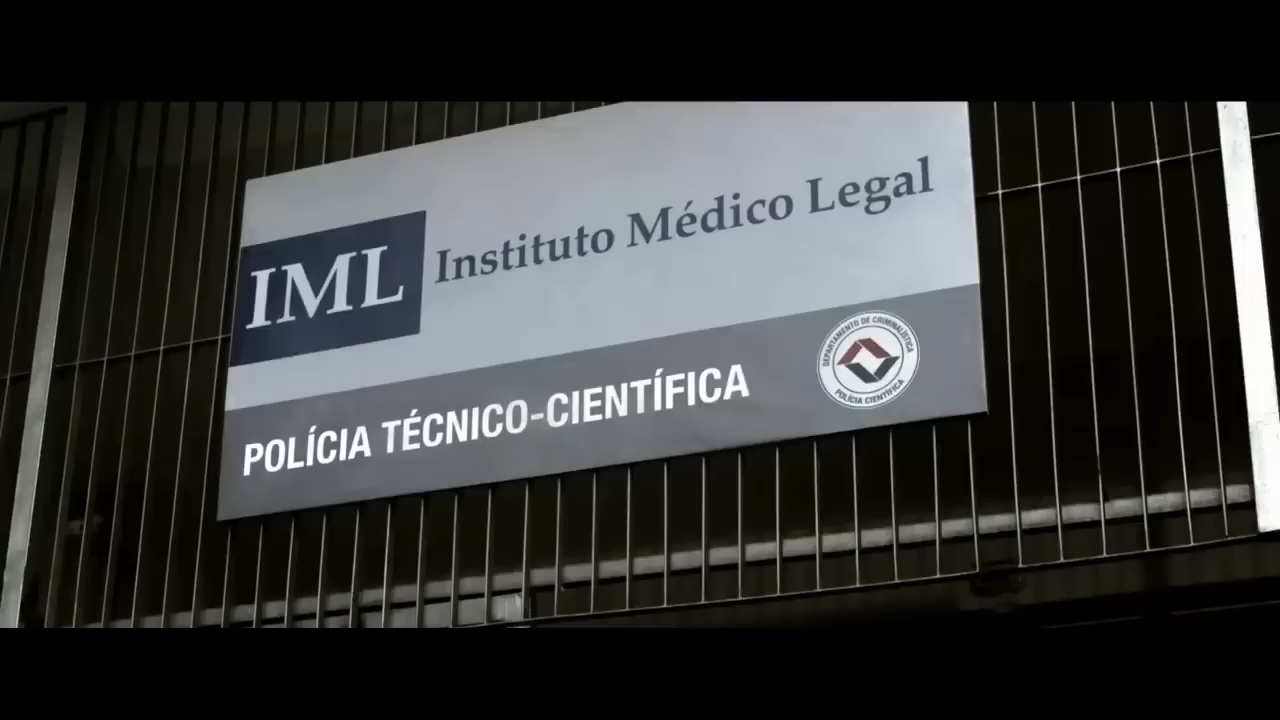 IML Instituto Médico Legal
POLÍCIA TÉCNICO-CIENTÍFICA
DEPARTAMENTO DE CRIMINALÍSTICA
POLÍCIA CIENTÍFICA